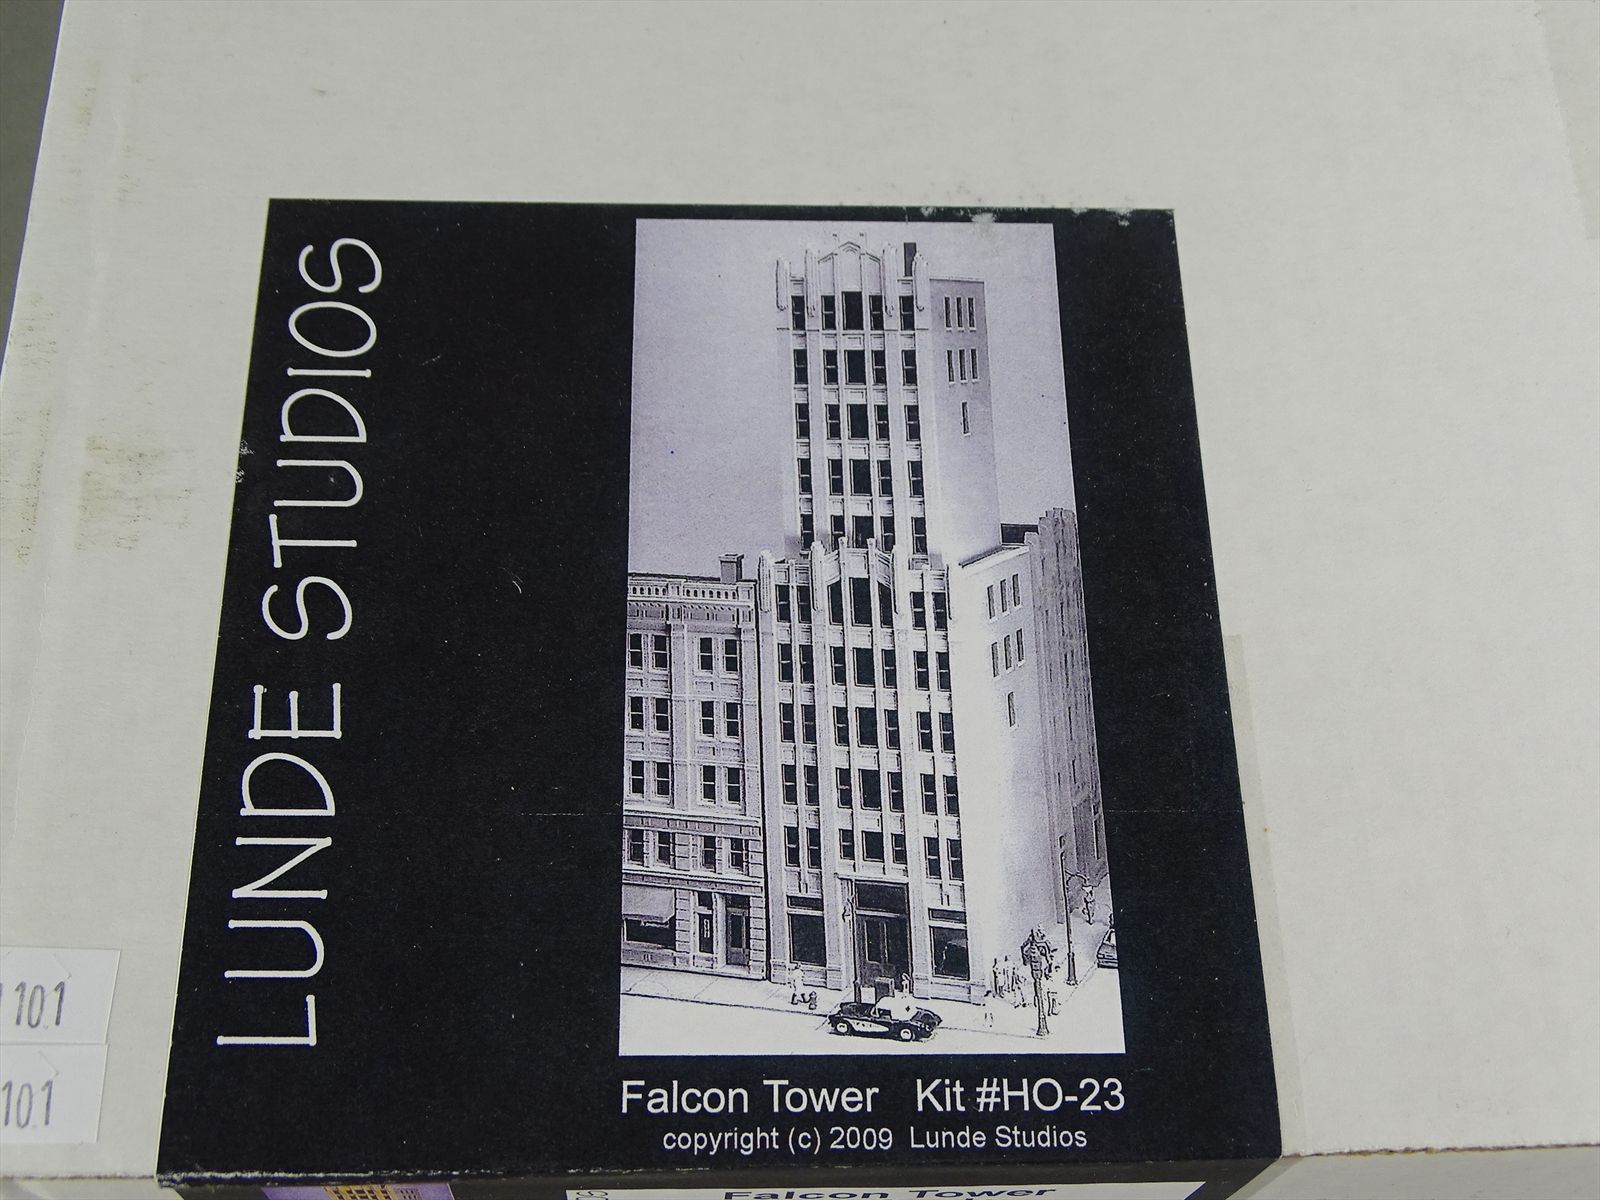 LUNDE STUDIOS
Falcon Tower Kit #HO-23
copyright (c) 2009 Lunde Studios
101
101
Falcon Tower